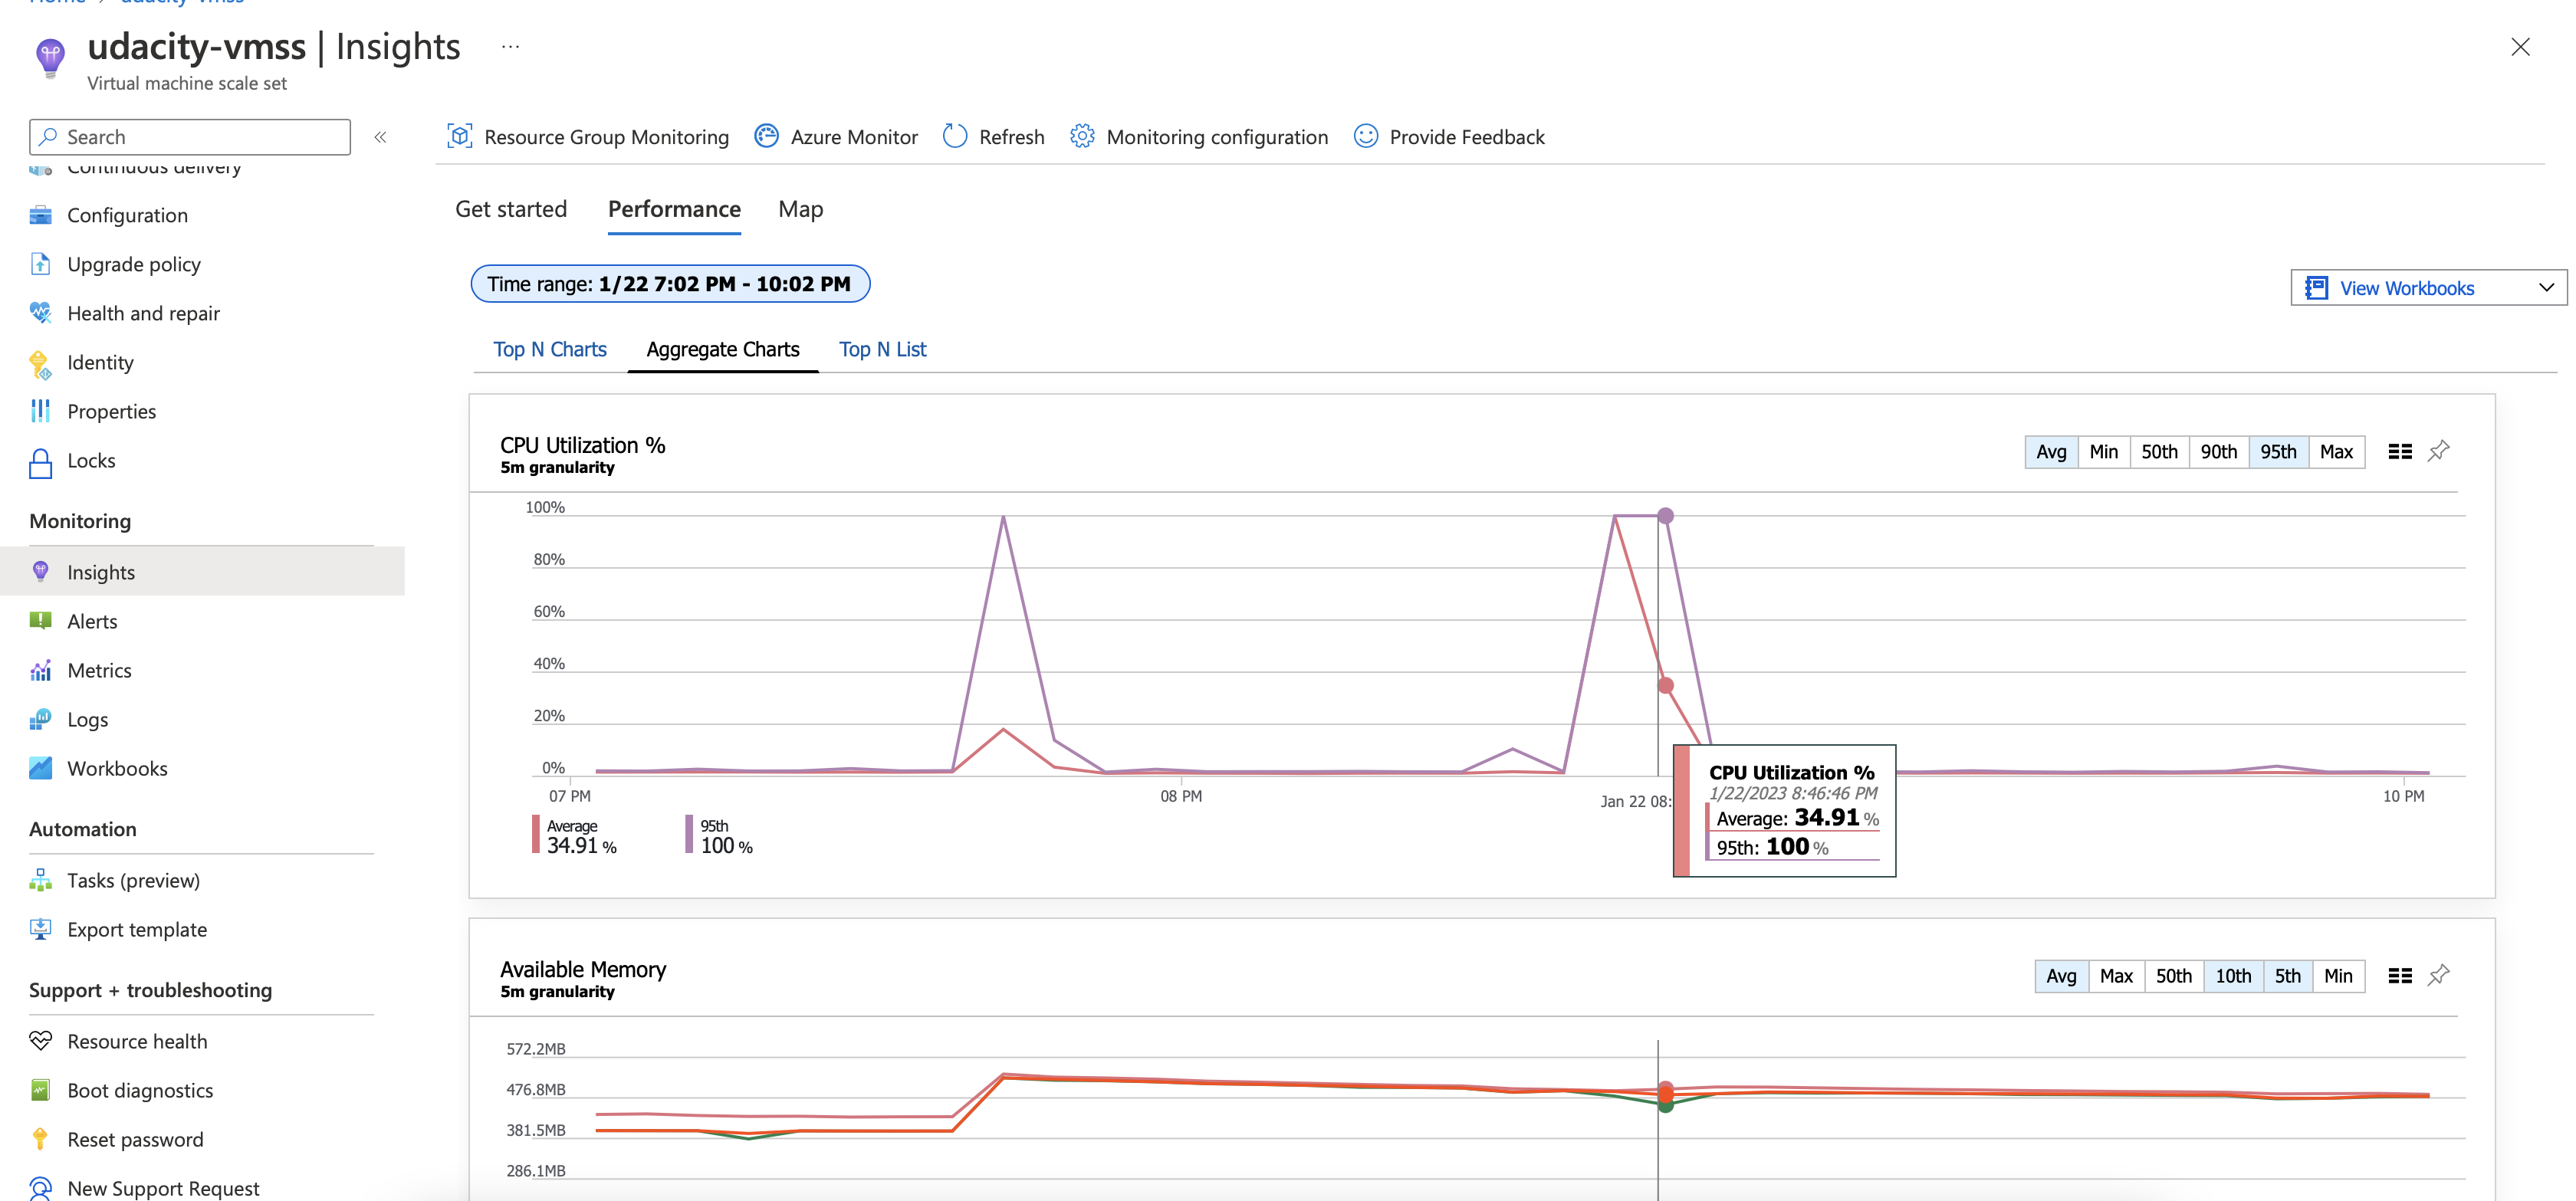 Home > udacity-vmss
udacity-vmss | Insights ...
Virtual machine scale set
Search
Continuous delivery
Configuration
Upgrade policy
Health and repair
Identity
Properties
Locks
Monitoring
Insights
Alerts
Metrics
Logs
Workbooks
Automation
Tasks (preview)
Export template
Support + troubleshooting
Resource health
Boot diagnostics
Reset password
New Support Request
Resource Group Monitoring Azure Monitor Refresh Monitoring configuration Provide Feedback
Get started Performance Map
Time range: 1/22 7:02 PM - 10:02 PM
View Workbooks
Top N Charts Aggregate Charts Top N List
CPU Utilization %
5m granularity
Avg Min 50th 90th 95th Max
100%
80%
60%
40%
20%
0%
07 PM 08 PM Jan 22 08: 10 PM
CPU Utilization %
1/22/2023 8:46:46 PM
Average: 34.91 %
95th: 100 %
Average 95th
34.91 % 100 %
Available Memory
5m granularity
Avg Max 50th 10th 5th Min
572.2MB
476.8MB
381.5MB
286.1MB